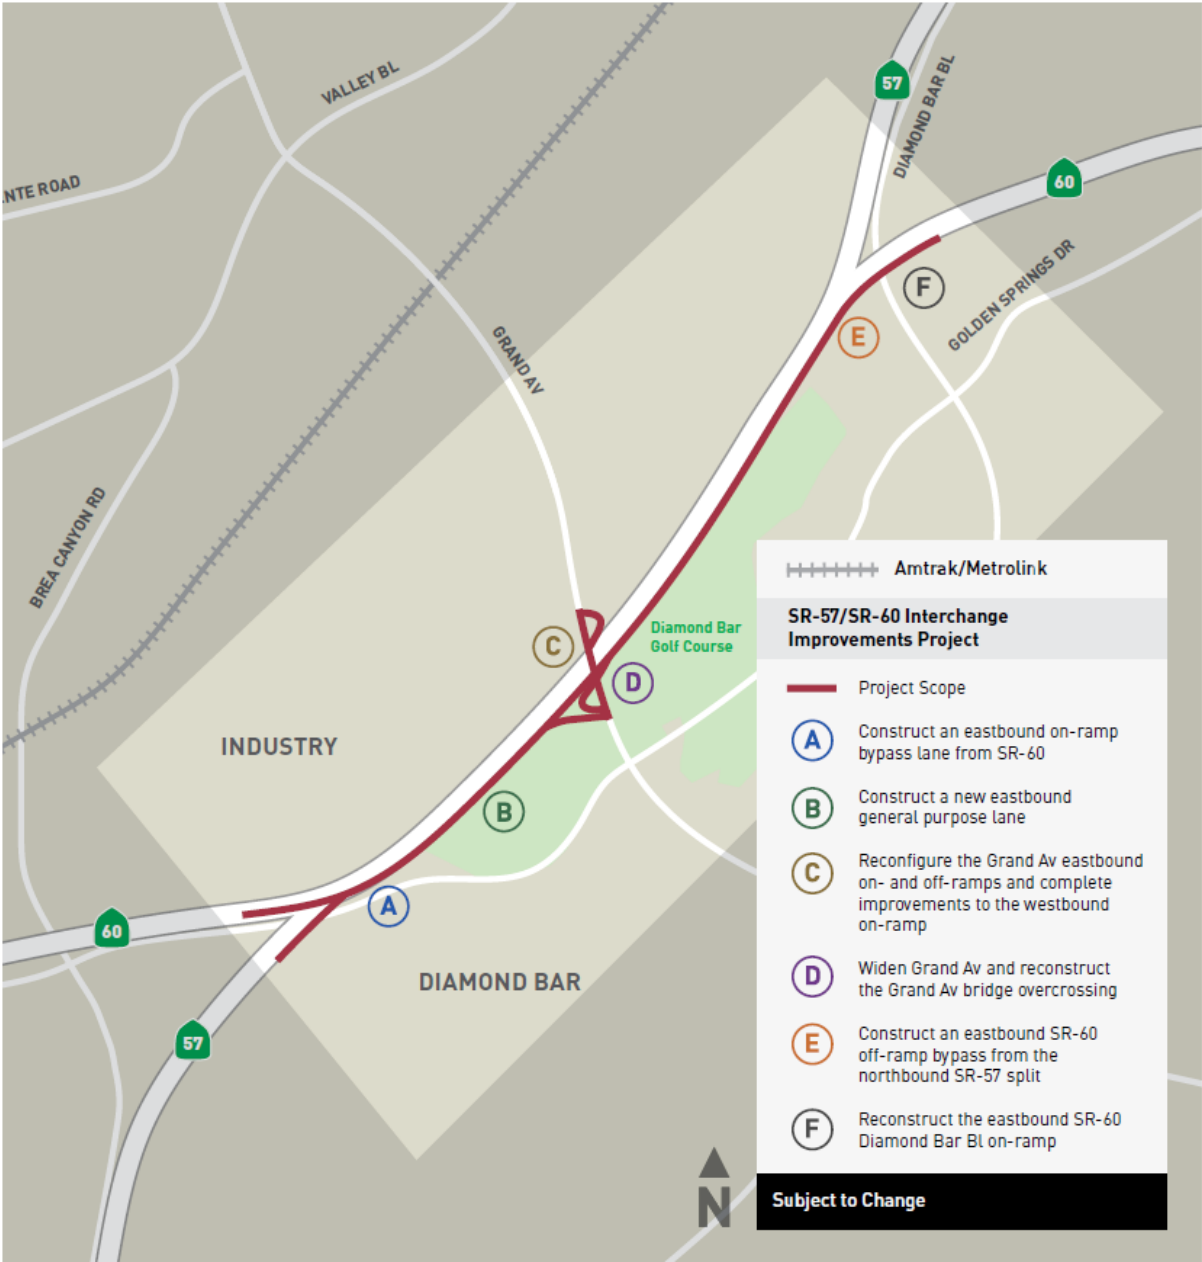 57
DIAMOND BAR BL
VALLEY BL
60
NTE ROAD
GOLDEN SPRINGS DR
F
E
GRAND AV
BREA CANYON RD
Diamond Bar
Golf Course
C
D
INDUSTRY
B
A
60
DIAMOND BAR
57
N
Amtrak/Metrolink
SR-57/SR-60 Interchange
Improvements Project
Project Scope
A
Construct an eastbound on-ramp
bypass lane from SR-60
B
Construct a new eastbound
general purpose lane
C
Reconfigure the Grand Av eastbound
on- and off-ramps and complete
improvements to the westbound
on-ramp
D
Widen Grand Av and reconstruct
the Grand Av bridge overcrossing
E
Construct an eastbound SR-60
off-ramp bypass from the
northbound SR-57 split
F
Reconstruct the eastbound SR-60
Diamond Bar Bl on-ramp
Subject to Change